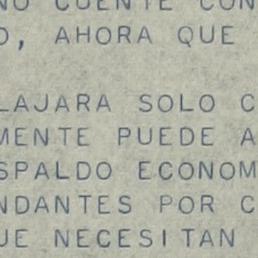 NO CUENTE CON
O, AHORA QUE
LAJARA SOLO C
MENTE PUEDE A
SPALDO ECONOM
NDANTES POR C
UE NECESITAN